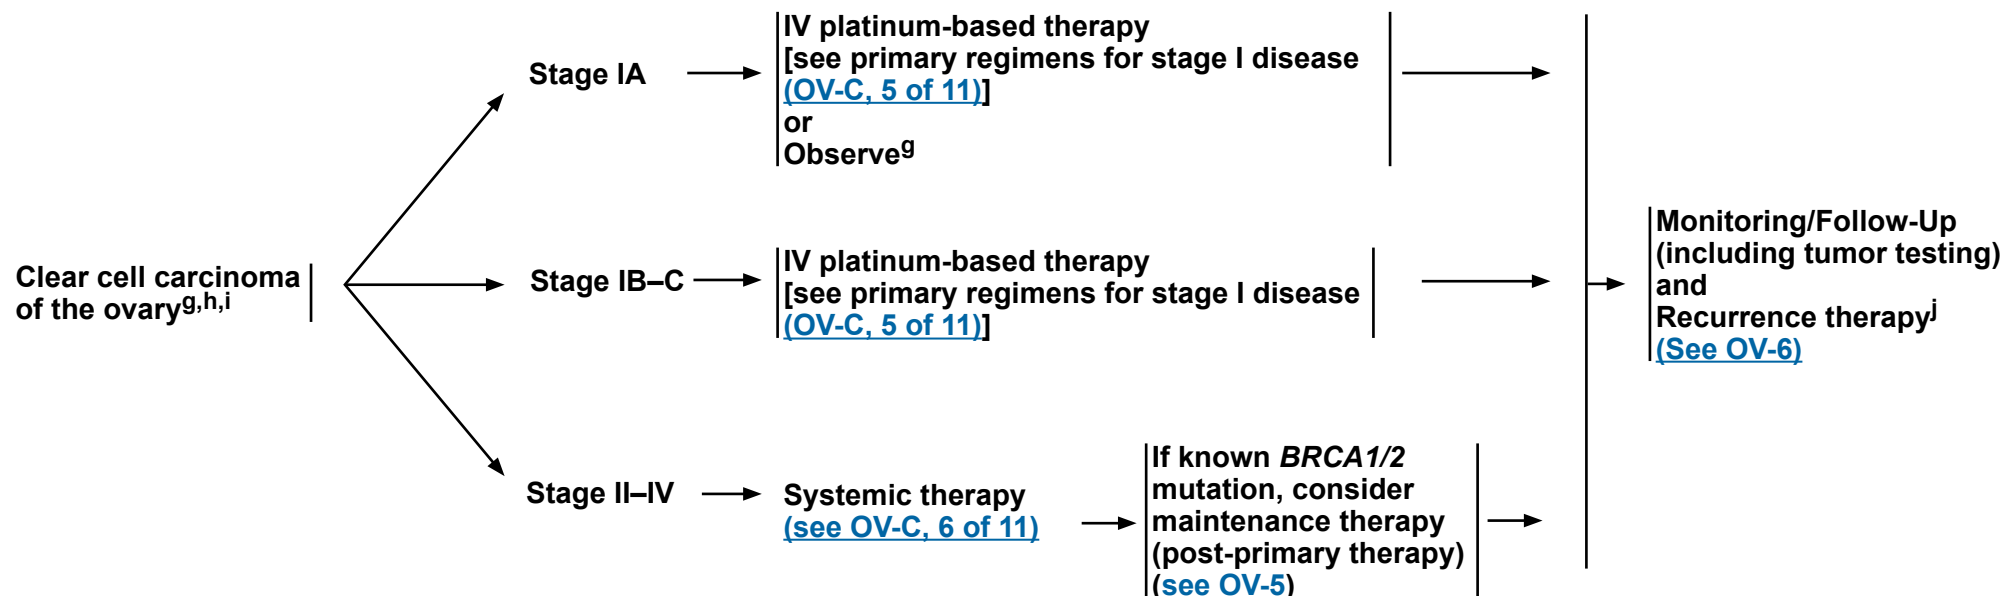 Clear cell carcinoma
of the ovaryg,h,i
Stage IA
IV platinum-based therapy
[see primary regimens for stage I disease
(OV-C, 5 of 11)]
or
Observeg
Stage IB–C
IV platinum-based therapy
[see primary regimens for stage I disease
(OV-C, 5 of 11)]
Stage II–IV
Systemic therapy
(see OV-C, 6 of 11)
If known BRCA1/2
mutation, consider
maintenance therapy
(post-primary therapy)
(see OV-5)
Monitoring/Follow-Up
(including tumor testing)
and
Recurrence therapyj
(See OV-6)